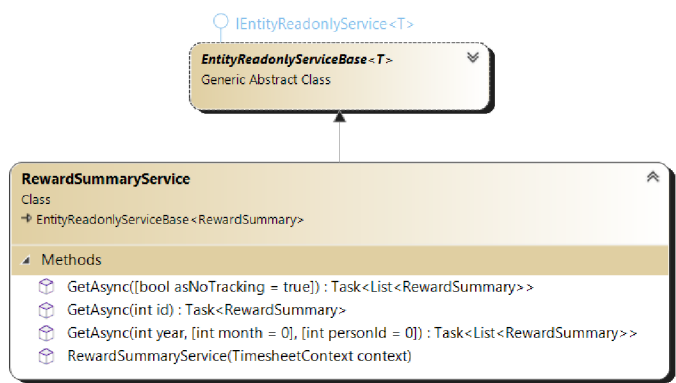 IEntityReadonlyService<T>
EntityReadonlyServiceBase<T>
Generic Abstract Class
RewardSummaryService
Class
EntityReadonlyServiceBase<RewardSummary>
Methods
GetAsync([bool asNoTracking = true]) : Task<List<RewardSummary>>
GetAsync(int id) : Task<RewardSummary>
GetAsync(int year, [int month = 0], [int personId = 0]) : Task<List<RewardSummary>>
RewardSummaryService(TimesheetContext context)